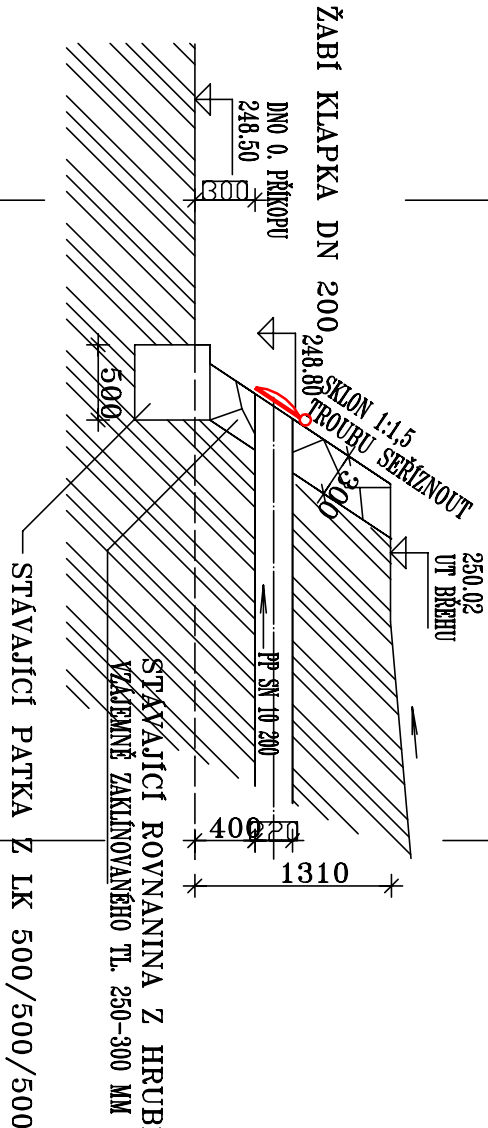 ŽABÍ KLAPKA DN 200
DNO O. PŘÍKOPU
248.50
300
248.80
SKLON 1:1,5
TROUBU SEŘÍZNOUT
300
250.02
UT BŘEHU
500
PP SN 10 200
400
220
1310
STÁVAJÍCÍ ROVNANINA Z HRUB
VZÁJEMNĚ ZAKLÍNOVANÉHO TL. 250-300 MM
STÁVAJÍCÍ PATKA Z LK 500/500/500